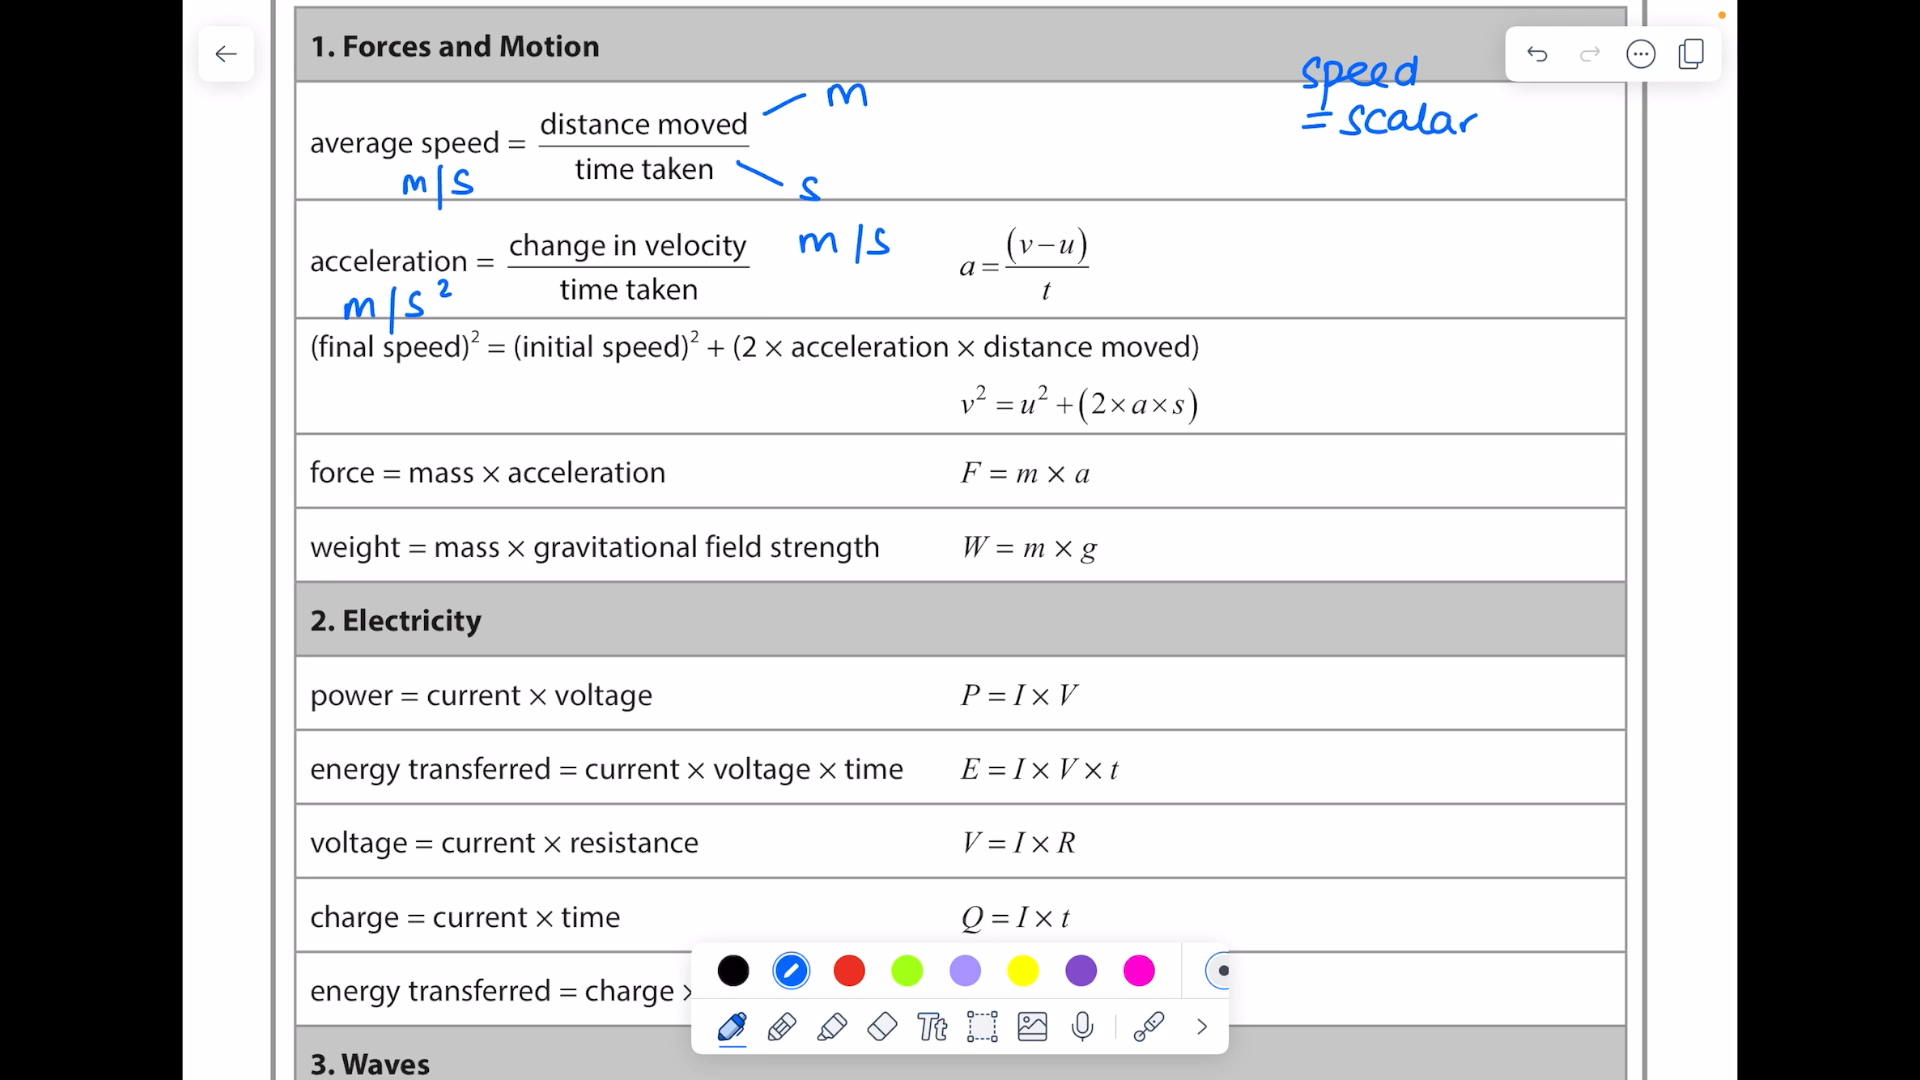 1. Forces and Motion
speed
= scalar
average speed = distance moved / time taken
m
m/s
s
acceleration = change in velocity / time taken
m/s
a = (v−u) / t
m/s²
(final speed)² = (initial speed)² + (2 × acceleration × distance moved)
v² = u² + (2×a×s)
force = mass × acceleration F = m × a
weight = mass × gravitational field strength W = m × g
2. Electricity
power = current × voltage P = I × V
energy transferred = current × voltage × time E = I × V × t
voltage = current × resistance V = I × R
charge = current × time Q = I × t
energy transferred = charge ×
Tt
3. Waves